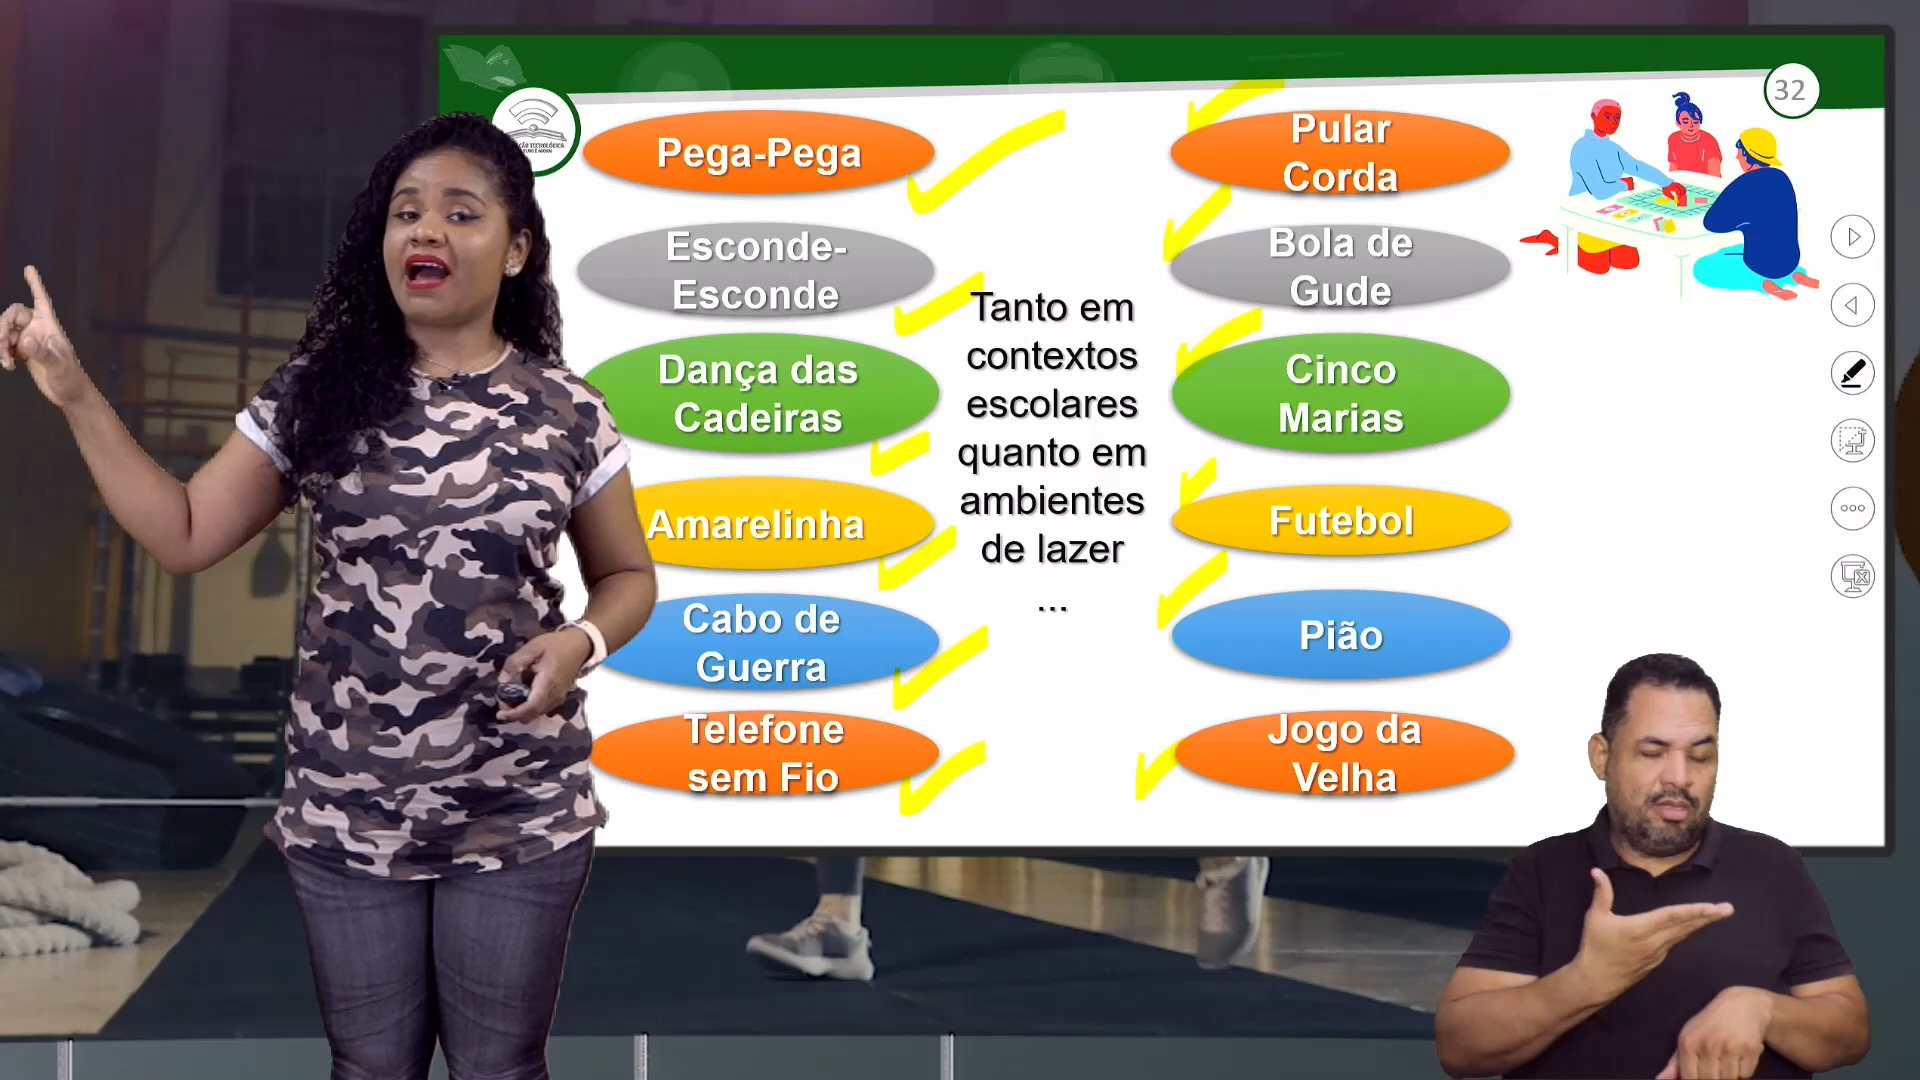 32
Pega-Pega
Esconde-
Esconde
Dança das
Cadeiras
Amarelinha
Cabo de
Guerra
Telefone
sem Fio
Tanto em
contextos
escolares
quanto em
ambientes
de lazer
...
Pular
Corda
Bola de
Gude
Cinco
Marias
Futebol
Pião
Jogo da
Velha